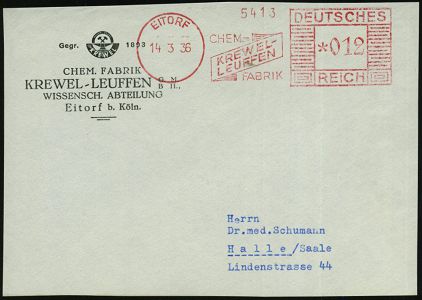 5413
EITORF
14 3 36
CHEM.
KREWEL-
LEUFFEN
FABRIK
DEUTSCHES
*012
REICH
Gegr. 1893
KREWEL
CHEM. FABRIK
KREWEL-LEUFFEN G. M. B. H.,
WISSENSCH. ABTEILUNG
Eitorf b. Köln.
Herrn
Dr.med.Schumann
Halle/Saale
Lindenstrasse 44